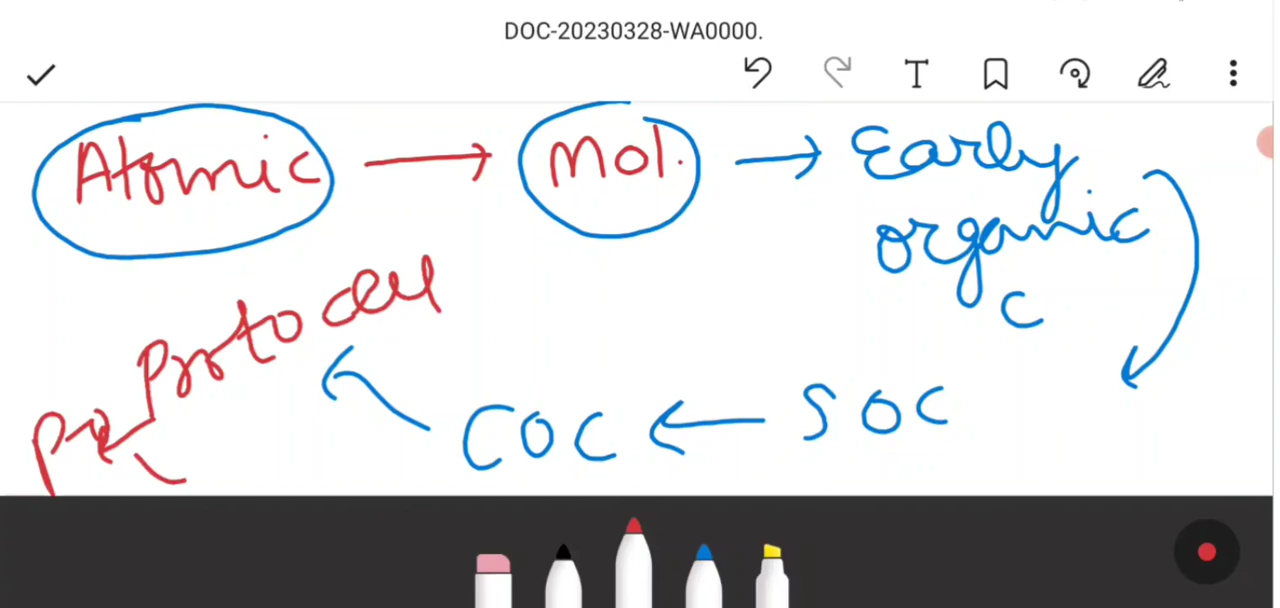 DOC-20230328-WA0000.
T
Atomic → Mol. → Early
organic
C
Protocell
COC ← SOC